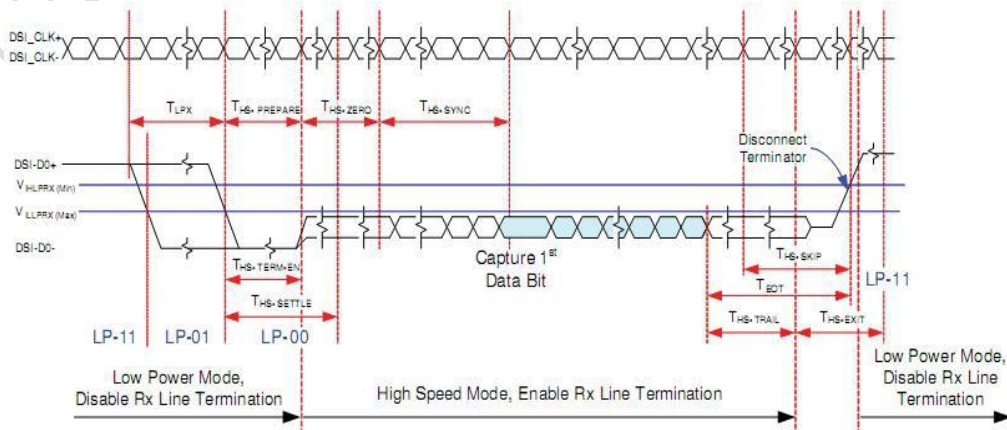 DSI_CLK+
DSI_CLK-
TLPX
THS-PREPARE
THS-ZERO
THS-SYNC
Disconnect
Terminator
DSI-D0+
VIHLPRX (Min)
VILLPRX (Max)
DSI-D0-
Capture 1st
Data Bit
THS-TERM-EN
THS-SKIP
LP-11
TEOT
THS-SETTLE
THS-TRAIL
THS-EXIT
LP-11
LP-01
LP-00
Low Power Mode,
Disable Rx Line Termination
High Speed Mode, Enable Rx Line Termination
Low Power Mode,
Disable Rx Line
Termination